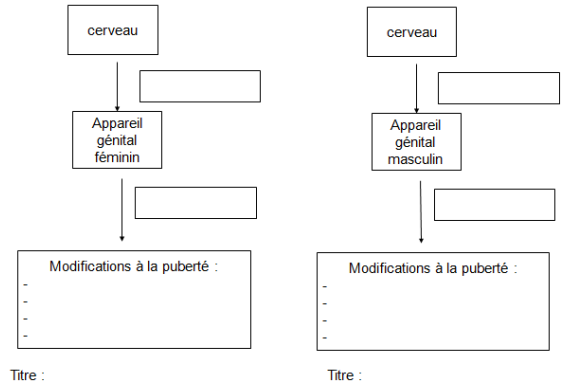 cerveau
Appareil
génital
féminin
Modifications à la puberté :
-
-
-
-
Titre :
cerveau
Appareil
génital
masculin
Modifications à la puberté :
-
-
-
-
Titre :